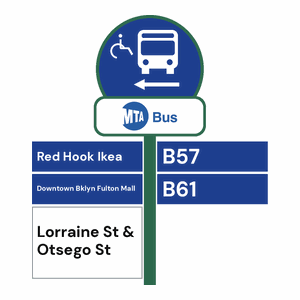 MTA Bus
Red Hook Ikea B57
Downtown Bklyn Fulton Mall B61
Lorraine St &
Otsego St